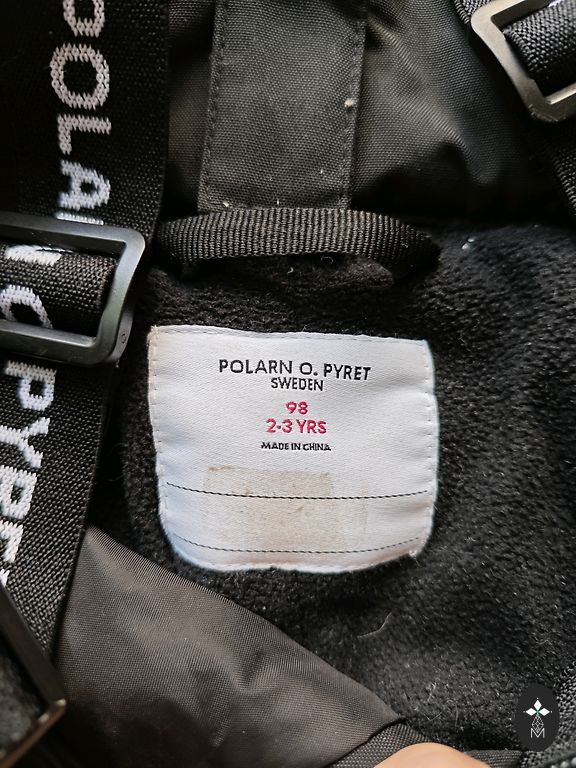 POLARN O. PYRET
POLARN O. PYRET
SWEDEN
98
2-3 YRS
MADE IN CHINA
M